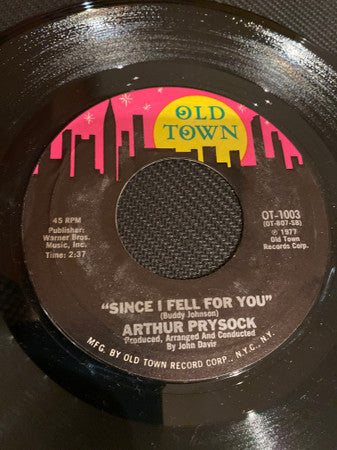 OLD
TOWN
45 RPM
Publisher:
Warner Bros.
Music, Inc.
Time: 2:37
OT-1003
(OT-807-SB)
℗ 1977
Old Town
Records Corp.
"SINCE I FELL FOR YOU"
(Buddy Johnson)
ARTHUR PRYSOCK
Produced, Arranged And Conducted
By John Davis
MFG. BY OLD TOWN RECORD CORP., N.Y.C., N.Y.